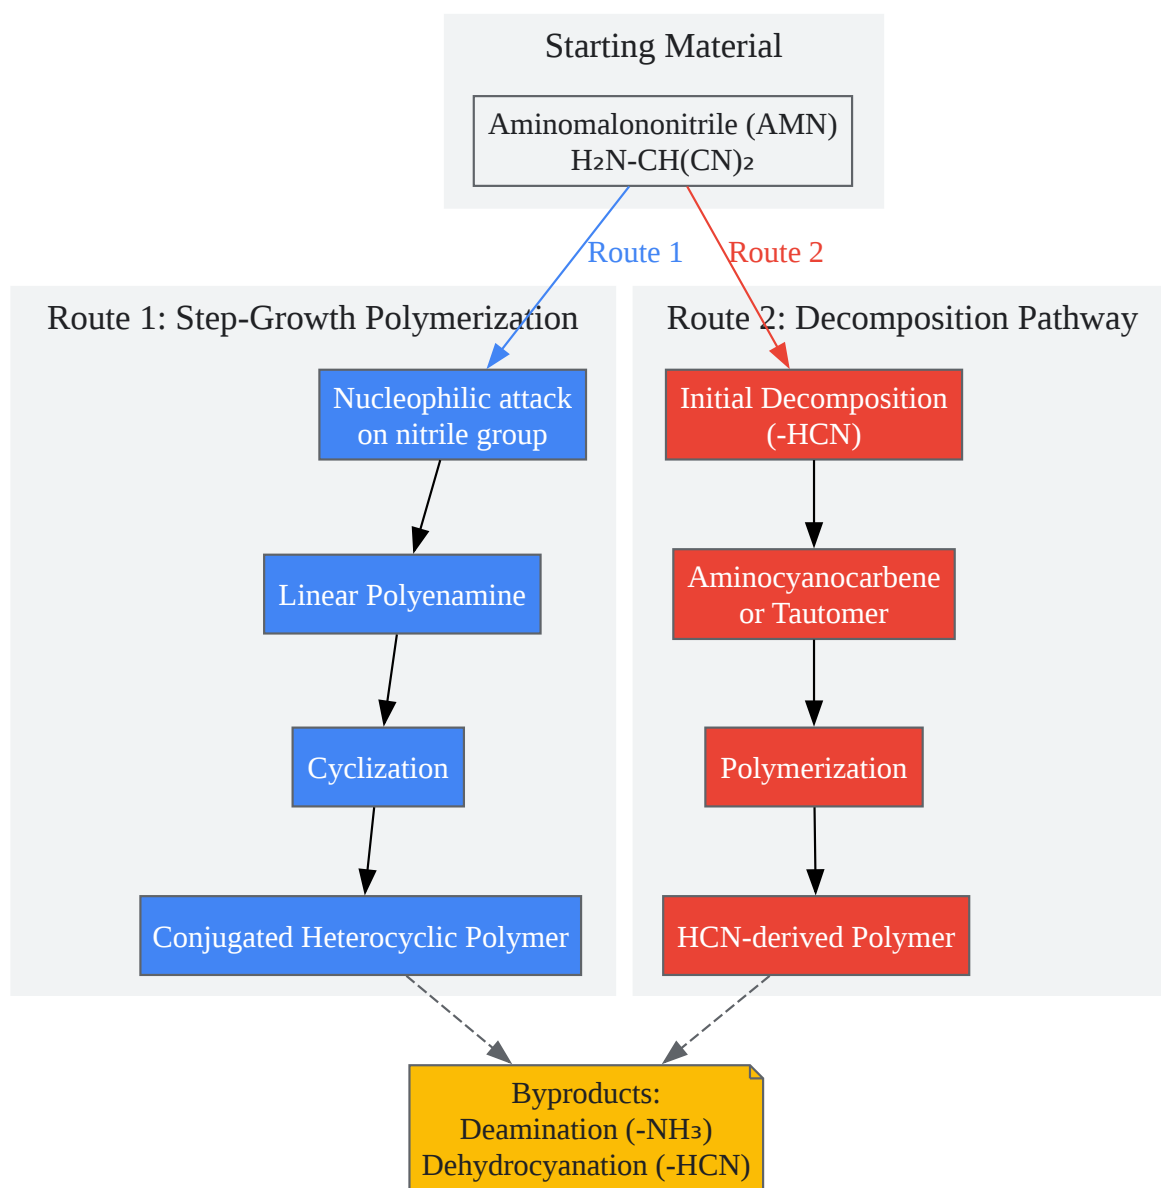 Starting Material
Aminomalononitrile (AMN)
H₂N-CH(CN)₂
Route 1
Route 2
Route 1: Step-Growth Polymerization
Nucleophilic attack
on nitrile group
Linear Polyenamine
Cyclization
Conjugated Heterocyclic Polymer
Route 2: Decomposition Pathway
Initial Decomposition
(-HCN)
Aminocyanocarbene
or Tautomer
Polymerization
HCN-derived Polymer
Byproducts:
Deamination (-NH₃)
Dehydrocyanation (-HCN)